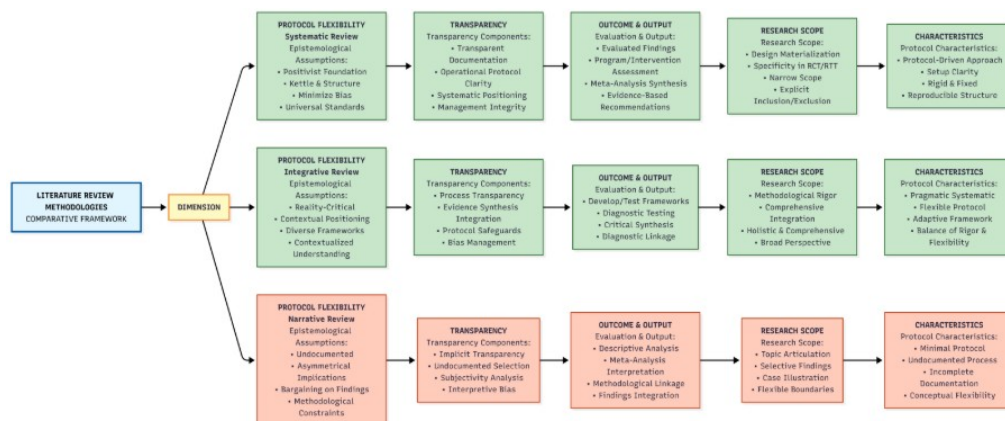 LITERATURE REVIEW
METHODOLOGIES
COMPARATIVE FRAMEWORK
DIMENSION
PROTOCOL FLEXIBILITY
Systematic Review
Epistemological
Assumptions:
• Positivist Foundation
• Kettle & Structure
• Minimize Bias
• Universal Standards
TRANSPARENCY
Transparency Components:
• Transparent
Documentation
• Operational Protocol
Clarity
• Systematic Positioning
• Management Integrity
OUTCOME & OUTPUT
Evaluation & Output:
• Evaluated Findings
• Program/Intervention
Assessment
• Meta-Analysis Synthesis
• Evidence-Based
Recommendations
RESEARCH SCOPE
Research Scope:
• Design Materialization
• Specificity in RCT/RTT
• Narrow Scope
• Explicit
Inclusion/Exclusion
CHARACTERISTICS
Protocol Characteristics:
• Protocol-Driven Approach
• Setup Clarity
• Rigid & Fixed
• Reproducible Structure
PROTOCOL FLEXIBILITY
Integrative Review
Epistemological
Assumptions:
• Reality-Critical
• Contextual Positioning
• Diverse Frameworks
• Contextualized
Understanding
TRANSPARENCY
Transparency Components:
• Process Transparency
• Evidence Synthesis
Integration
• Protocol Safeguards
• Bias Management
OUTCOME & OUTPUT
Evaluation & Output:
• Develop/Test Frameworks
• Diagnostic Testing
• Critical Synthesis
• Diagnostic Linkage
RESEARCH SCOPE
Research Scope:
• Methodological Rigor
• Comprehensive
Integration
• Holistic & Comprehensive
• Broad Perspective
CHARACTERISTICS
Protocol Characteristics:
• Pragmatic Systematic
• Flexible Protocol
• Adaptive Framework
• Balance of Rigor &
Flexibility
PROTOCOL FLEXIBILITY
Narrative Review
Epistemological
Assumptions:
• Undocumented
Asymmetrical
Implications
• Bargaining on Findings
• Methodological
Constraints
TRANSPARENCY
Transparency Components:
• Implicit Transparency
• Undocumented Selection
• Subjectivity Analysis
• Interpretive Bias
OUTCOME & OUTPUT
Evaluation & Output:
• Descriptive Analysis
• Meta-Analysis
Interpretation
• Methodological Linkage
• Findings Integration
RESEARCH SCOPE
Research Scope:
• Topic Articulation
• Selective Findings
• Case Illustration
• Flexible Boundaries
CHARACTERISTICS
Protocol Characteristics:
• Minimal Protocol
• Undocumented Process
• Incomplete
Documentation
• Conceptual Flexibility